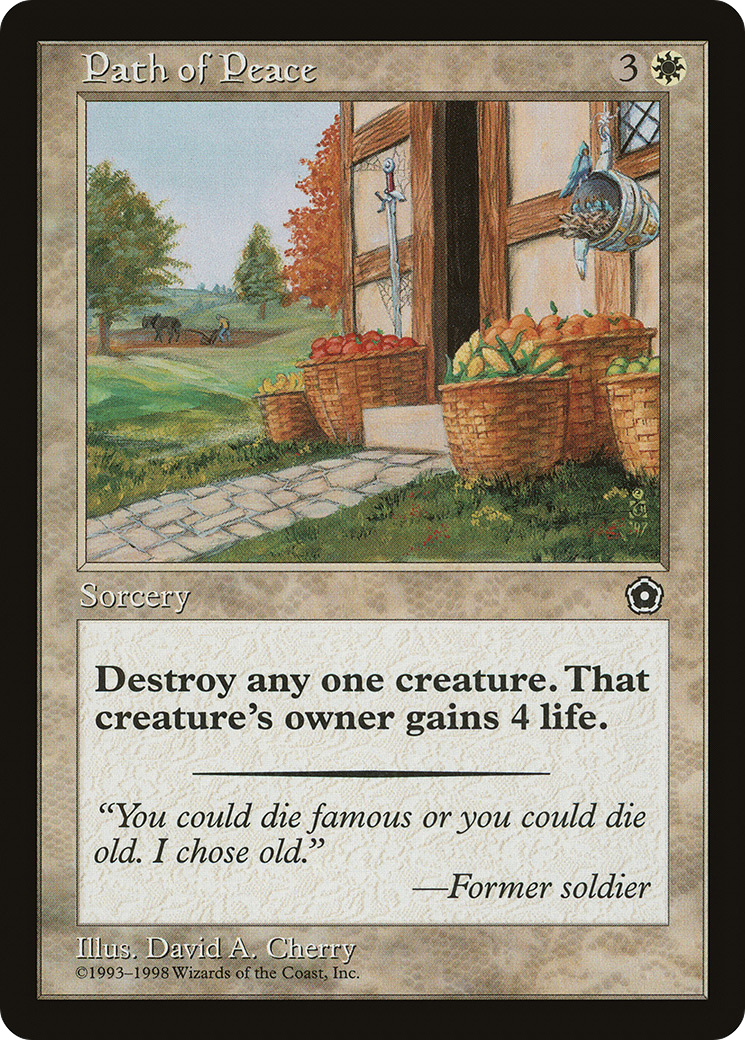 Path of Peace
3
'97
Sorcery
Destroy any one creature. That
creature's owner gains 4 life.
“You could die famous or you could die
old. I chose old.”
—Former soldier
Illus. David A. Cherry
©1993–1998 Wizards of the Coast, Inc.